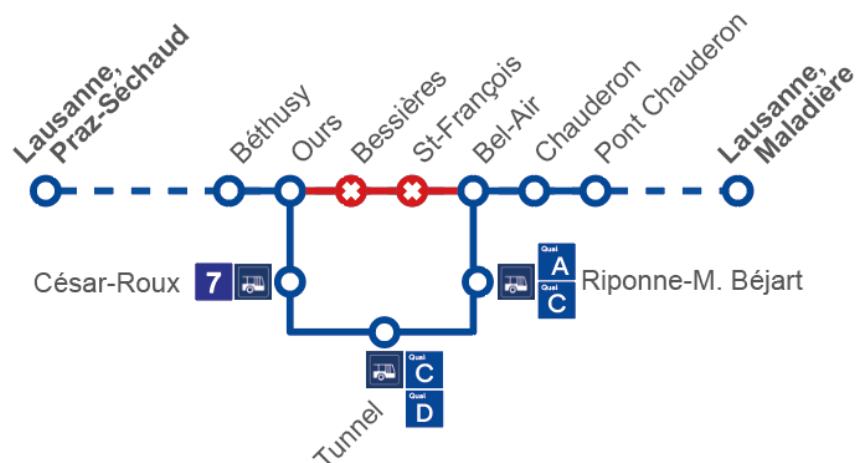 Lausanne,
Praz-Séchaud
Béthusy
Ours
Bessières
St-François
Bel-Air
Chauderon
Pont Chauderon
Lausanne,
Maladière
César-Roux 7
Quai
A
Quai
C
Riponne-M. Béjart
Tunnel
Quai
C
Quai
D